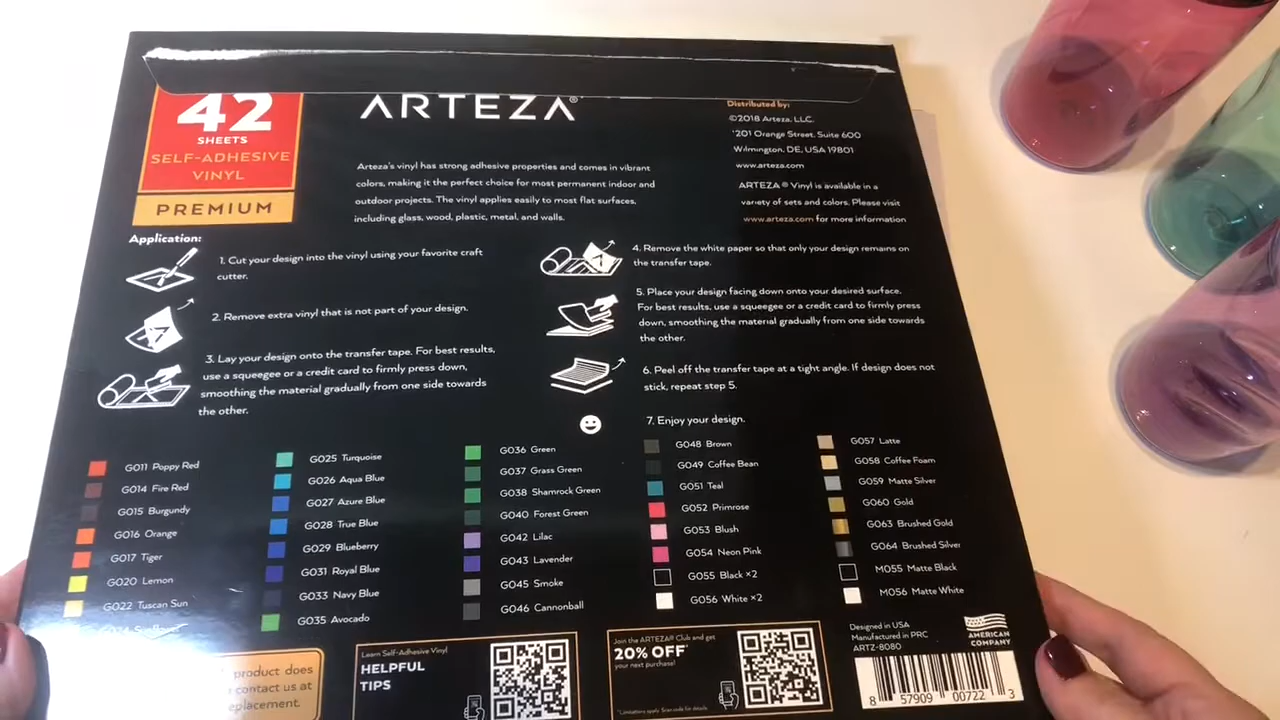 42
SHEETS
SELF-ADHESIVE
VINYL
PREMIUM
ARTEZA®
Arteza's vinyl has strong adhesive properties and comes in vibrant
colors, making it the perfect choice for most permanent indoor and
outdoor projects. The vinyl applies easily to most flat surfaces,
including glass, wood, plastic, metal, and walls.
Distributed by:
©2018 Arteza, LLC.
201 Orange Street, Suite 600
Wilmington, DE, USA 19801
www.arteza.com
ARTEZA® Vinyl is available in a
variety of sets and colors. Please visit
www.arteza.com for more information
Application:
1. Cut your design into the vinyl using your favorite craft
cutter.
2. Remove extra vinyl that is not part of your design.
3. Lay your design onto the transfer tape. For best results,
use a squeegee or a credit card to firmly press down,
smoothing the material gradually from one side towards
the other.
4. Remove the white paper so that only your design remains on
the transfer tape.
5. Place your design facing down onto your desired surface.
For best results, use a squeegee or a credit card to firmly press
down, smoothing the material gradually from one side towards
the other.
6. Peel off the transfer tape at a tight angle. If design does not
stick, repeat step 5.
7. Enjoy your design.
G011 Poppy Red
G014 Fire Red
G015 Burgundy
G016 Orange
G017 Tiger
G020 Lemon
G022 Tuscan Sun
G025 Turquoise
G026 Aqua Blue
G027 Azure Blue
G028 True Blue
G029 Blueberry
G031 Royal Blue
G033 Navy Blue
G035 Avocado
G036 Green
G037 Grass Green
G038 Shamrock Green
G040 Forest Green
G042 Lilac
G043 Lavender
G045 Smoke
G046 Cannonball
G048 Brown
G049 Coffee Bean
G051 Teal
G052 Primrose
G053 Blush
G054 Neon Pink
G055 Black ×2
G056 White ×2
G057 Latte
G058 Coffee Foam
G059 Matte Silver
G060 Gold
G063 Brushed Gold
G064 Brushed Silver
M055 Matte Black
M056 Matte White
product does
contact us at
eplacement.
Learn Self-Adhesive Vinyl
HELPFUL
TIPS
Join the ARTEZA® Club and get
20% OFF*
your next purchase!
*Limitations apply. Scan code for details
Designed in USA
Manufactured in PRC
ARTZ-8080
AMERICAN
COMPANY
8 57909 00722 3